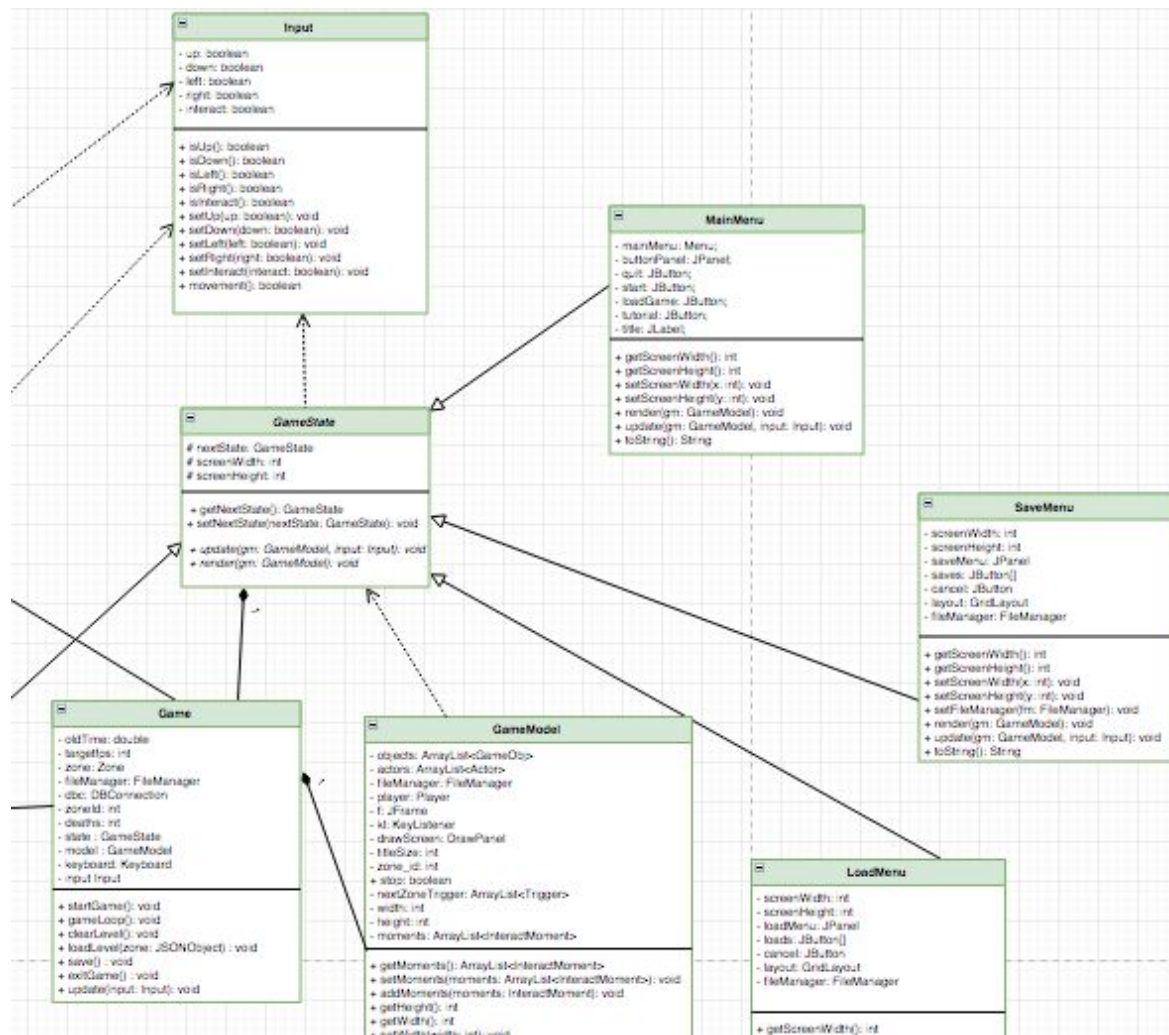 Input
- up: boolean
- down: boolean
- left: boolean
- right: boolean
- interact: boolean
+ isUp(): boolean
+ isDown(): boolean
+ isLeft(): boolean
+ isRight(): boolean
+ isInteract(): boolean
+ setUp(up: boolean): void
+ setDown(down: boolean): void
+ setLeft(left: boolean): void
+ setRight(right: boolean): void
+ setInteract(interact: boolean): void
+ movement(): boolean
MainMenu
- mainMenu: Menu;
- buttonPanel: JPanel;
- quit: JButton;
- start: JButton;
- loadGame: JButton;
- tutorial: JButton;
- title: JLabel;
+ getScreenWidth(): int
+ getScreenHeight(): int
+ setScreenWidth(x: int): void
+ setScreenHeight(y: int): void
+ render(gm: GameModel): void
+ update(gm: GameModel, input: Input): void
+ toString(): String
GameState
# nextState: GameState
# screenWidth: int
# screenHeight: int
+ getNextState(): GameState
+ setNextState(nextState: GameState): void
+ update(gm: GameModel, input: Input): void
+ render(gm: GameModel): void
SaveMenu
- screenWidth: int
- screenHeight: int
- saveMenu: JPanel
- saves: JButton[]
- cancel: JButton
- layout: GridLayout
- fileManager: FileManager
+ getScreenWidth(): int
+ getScreenHeight(): int
+ setScreenWidth(x: int): void
+ setScreenHeight(y: int): void
+ setFileManager(fm: FileManager): void
+ render(gm: GameModel): void
+ update(gm: GameModel, input: Input): void
+ toString(): String
Game
- oldTime: double
- targetfps: int
- zone: Zone
- fileManager: FileManager
- dbc: DBConnection
- zoneId: int
- deaths: int
- state : GameState
- model : GameModel
- keyboard: Keyboard
- input Input
+ startGame(): void
+ gameLoop(): void
+ clearLevel(): void
+ loadLevel(zone: JSONObject) : void
+ save() : void
+ exitGame() : void
+ update(input: Input): void
GameModel
- objects: ArrayList<GameObj>
- actors: ArrayList<Actor>
- fileManager: FileManager
- player: Player
- f: JFrame
- kl: KeyListener
- drawScreen: DrawPanel
- titleSize: int
- zone_id: int
+ stop: boolean
- nextZoneTrigger: ArrayList<Trigger>
- width: int
- height: int
- moments: ArrayList<InteractMoment>
+ getMoments(): ArrayList<InteractMoment>
+ setMoments(moments: ArrayList<InteractMoment>): void
+ addMoments(moments: InteractMoment): void
+ getHeight(): int
+ getWidth(): int
LoadMenu
- screenWidth: int
- screenHeight: int
- loadMenu: JPanel
- loads: JButton[]
- cancel: JButton
- layout: GridLayout
- fileManager: FileManager
+ getScreenWidth(): int